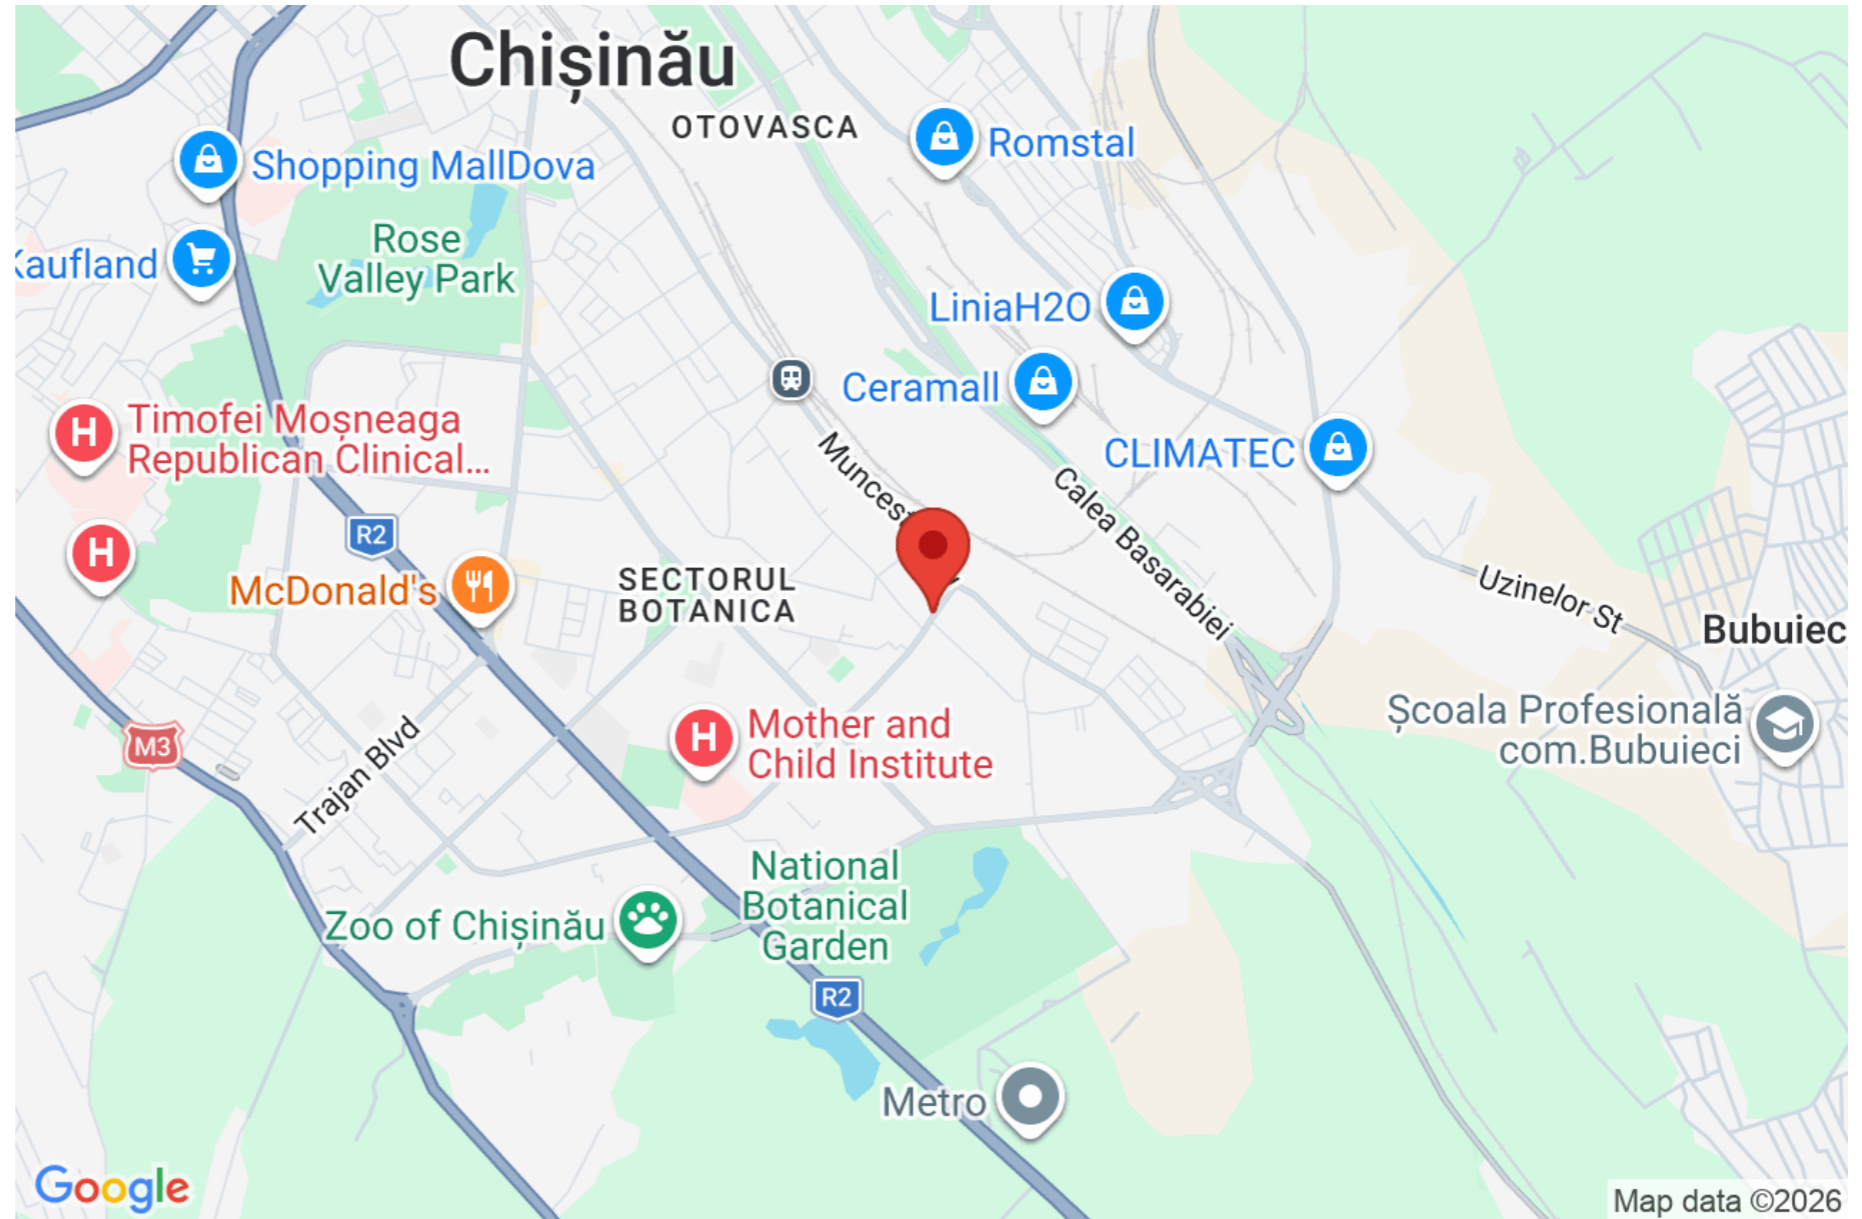 Chișinău
OTOVASCA
Romstal
Shopping MallDova
Rose
Valley Park
Kaufland
LiniaH2O
Ceramall
Timofei Moșneaga
Republican Clinical...
H
CLIMATEC
Calea Basarabiei
R2
H
McDonald's
SECTORUL
BOTANICA
Uzinelor St
Bubuiec
Școala Profesională
com.Bubuieci
H
Mother and
Child Institute
M3
Trajan Blvd
National
Botanical
Garden
Zoo of Chișinău
R2
Metro
Google
Map data ©2026